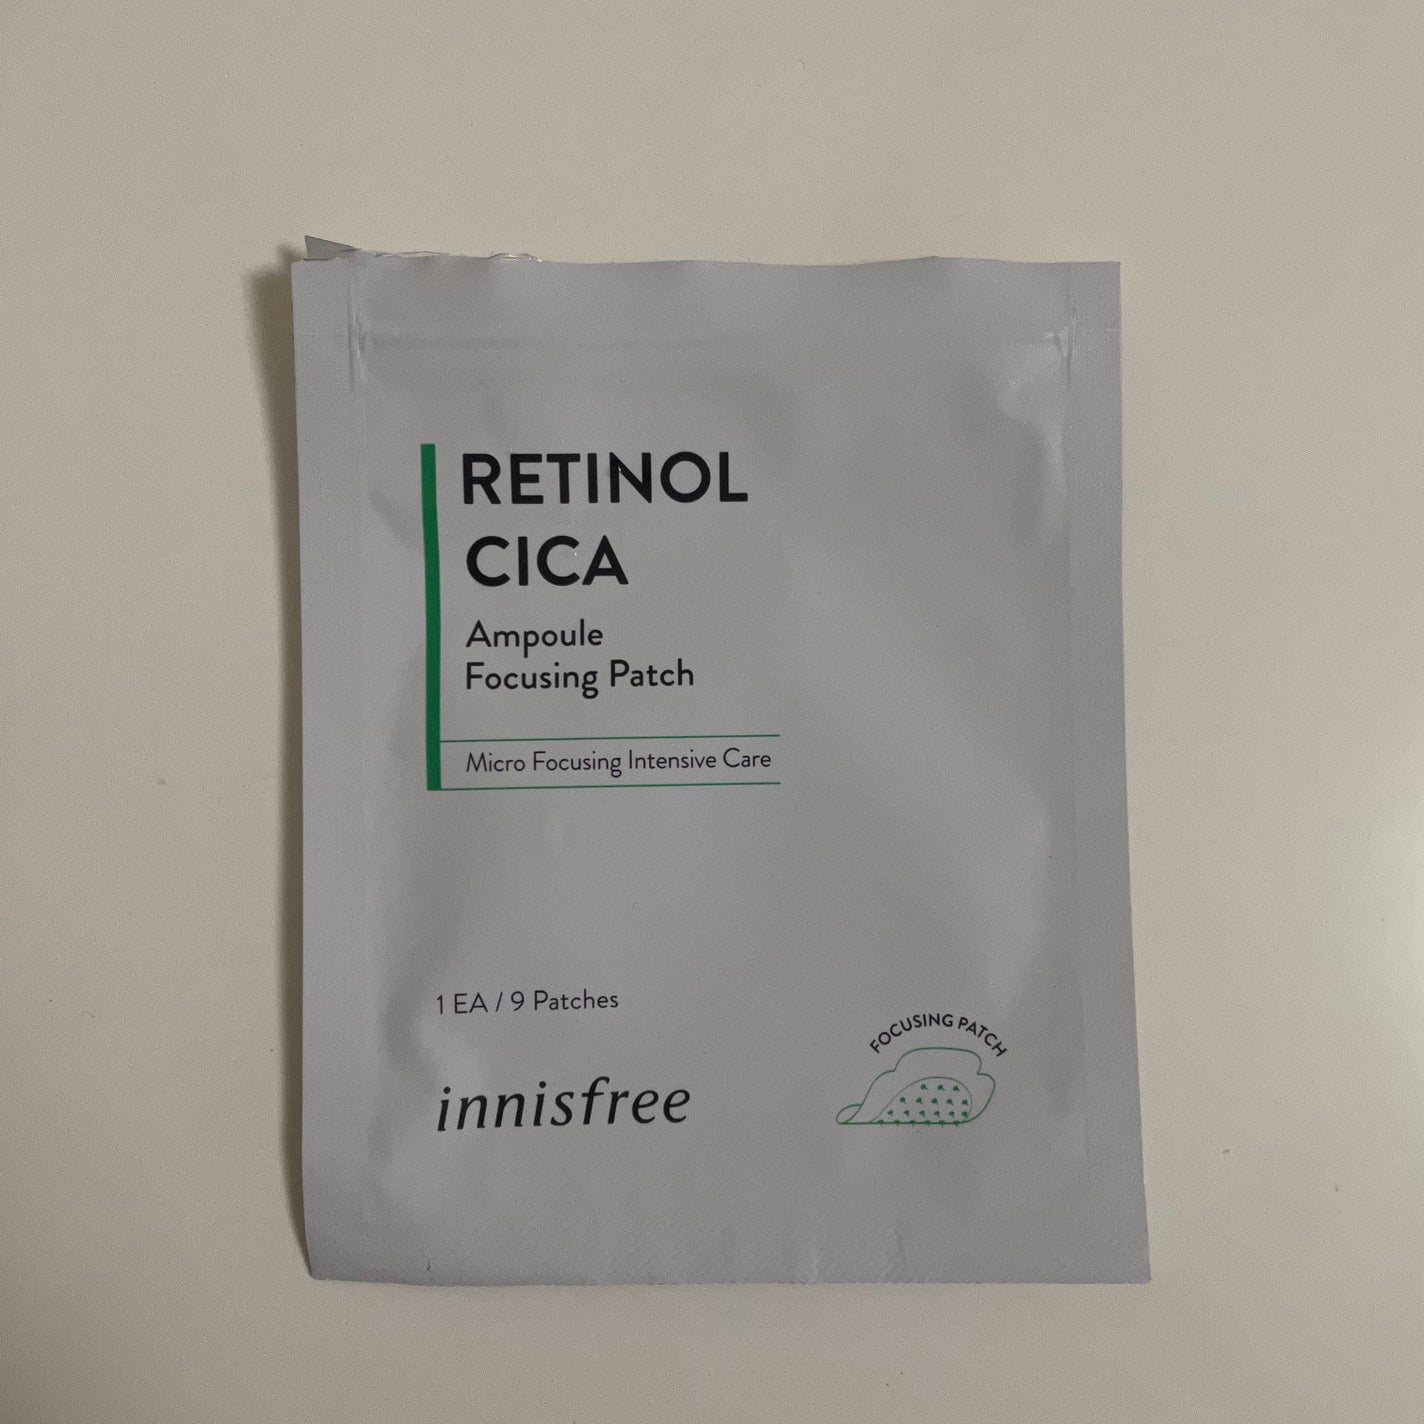 RETINOL
CICA
Ampoule
Focusing Patch
Micro Focusing Intensive Care
1 EA / 9 Patches
innisfree
FOCUSING PATCH